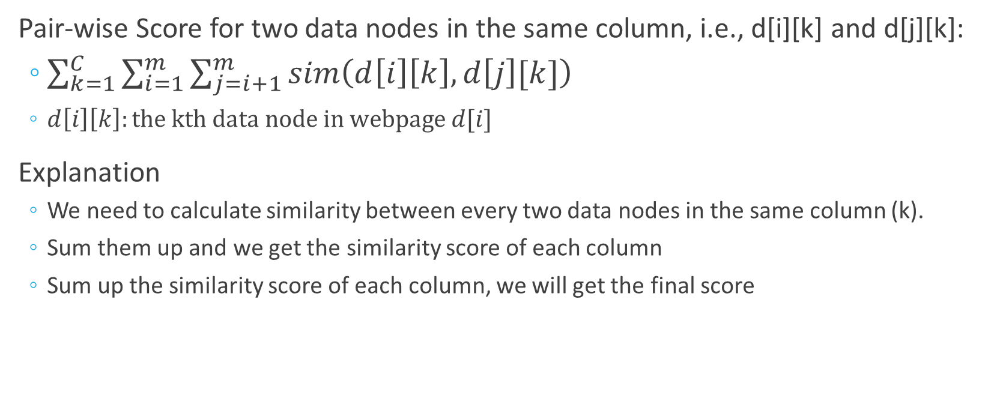 Pair-wise Score for two data nodes in the same column, i.e., d[i][k] and d[j][k]:
◦ ∑_{k=1}^{C} ∑_{i=1}^{m} ∑_{j=i+1}^{m} sim(d[i][k], d[j][k])
◦ d[i][k]: the kth data node in webpage d[i]
Explanation
◦ We need to calculate similarity between every two data nodes in the same column (k).
◦ Sum them up and we get the similarity score of each column
◦ Sum up the similarity score of each column, we will get the final score